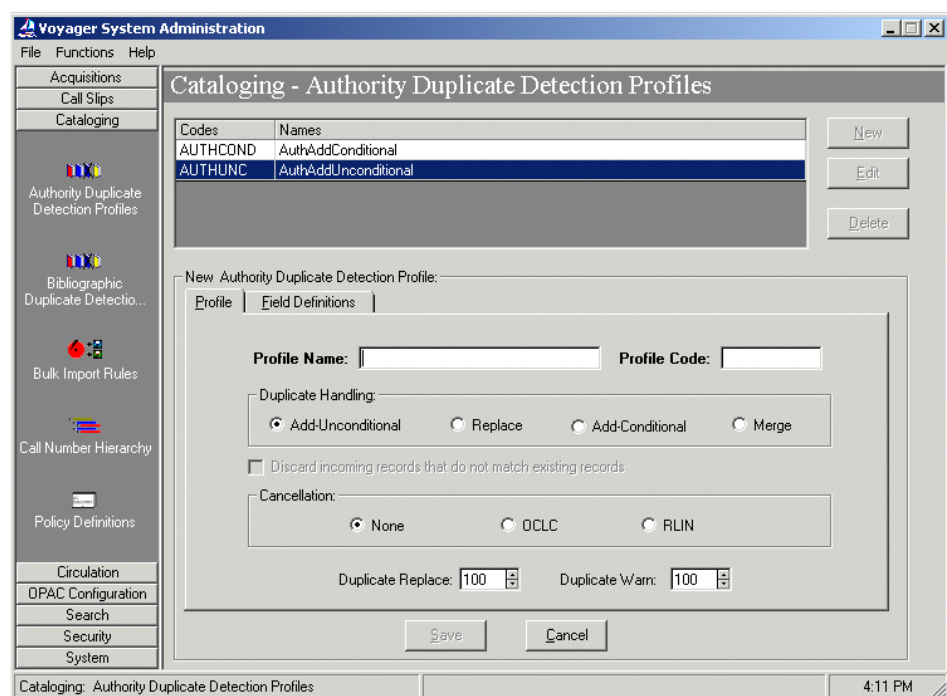 Voyager System Administration
File Functions Help
Acquisitions
Call Slips
Cataloging
Authority Duplicate
Detection Profiles
Bibliographic
Duplicate Detectio...
Bulk Import Rules
Call Number Hierarchy
Policy Definitions
Circulation
OPAC Configuration
Search
Security
System
Cataloging - Authority Duplicate Detection Profiles
Codes Names
AUTHCOND AuthAddConditional
AUTHUNC AuthAddUnconditional
New
Edit
Delete
New Authority Duplicate Detection Profile:
Profile Field Definitions
Profile Name: Profile Code:
Duplicate Handling:
Add-Unconditional Replace Add-Conditional Merge
Discard incoming records that do not match existing records
Cancellation:
None OCLC RLIN
Duplicate Replace: 100 Duplicate Warn: 100
Save Cancel
Cataloging: Authority Duplicate Detection Profiles 4:11 PM